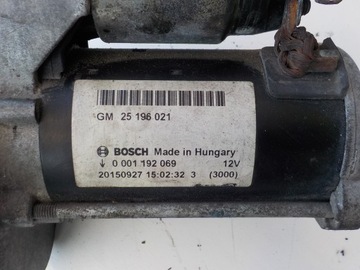 GM 25 196 021
BOSCH Made in Hungary
0 001 192 069 12V
20150927 15:02:32 3 (3000)